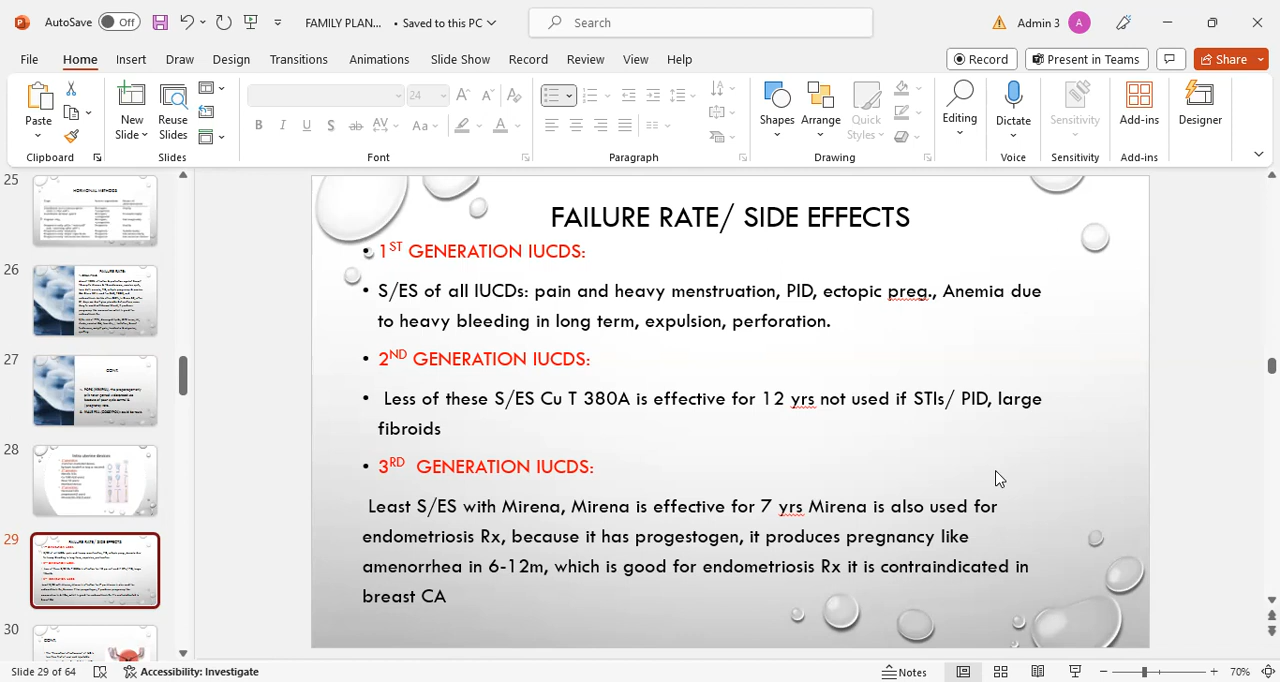 AutoSave Off FAMILY PLAN... • Saved to this PC Search Admin 3 A
File Home Insert Draw Design Transitions Animations Slide Show Record Review View Help Record Present in Teams Share
Paste New Slide Reuse Slides 24 Shapes Arrange Quick Styles Editing Dictate Sensitivity Add-ins Designer
Clipboard Slides Font Paragraph Drawing Voice Sensitivity Add-ins
25
HORMONAL METHODS
26
FAILURE RATE:
27
28
29
FAILURE RATE/ SIDE EFFECTS
30
FAILURE RATE/ SIDE EFFECTS
• 1ST GENERATION IUCDS:
• S/ES of all IUCDs: pain and heavy menstruation, PID, ectopic preg., Anemia due
to heavy bleeding in long term, expulsion, perforation.
• 2ND GENERATION IUCDS:
• Less of these S/ES Cu T 380A is effective for 12 yrs not used if STIs/ PID, large
fibroids
• 3RD GENERATION IUCDS:
Least S/ES with Mirena, Mirena is effective for 7 yrs Mirena is also used for
endometriosis Rx, because it has progestogen, it produces pregnancy like
amenorrhea in 6-12m, which is good for endometriosis Rx it is contraindicated in
breast CA
Slide 29 of 64 Accessibility: Investigate Notes 70%